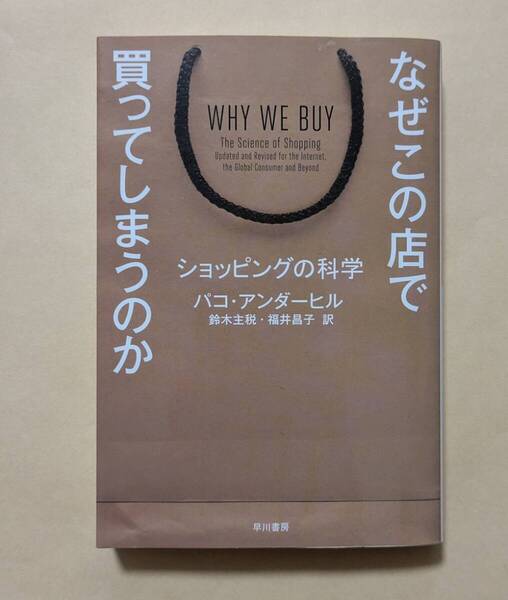 なぜこの店で
買ってしまうのか
WHY WE BUY
The Science of Shopping
Updated and Revised for the Internet,
the Global Consumer and Beyond
ショッピングの科学
パコ・アンダーヒル
鈴木主税・福井昌子 訳
早川書房